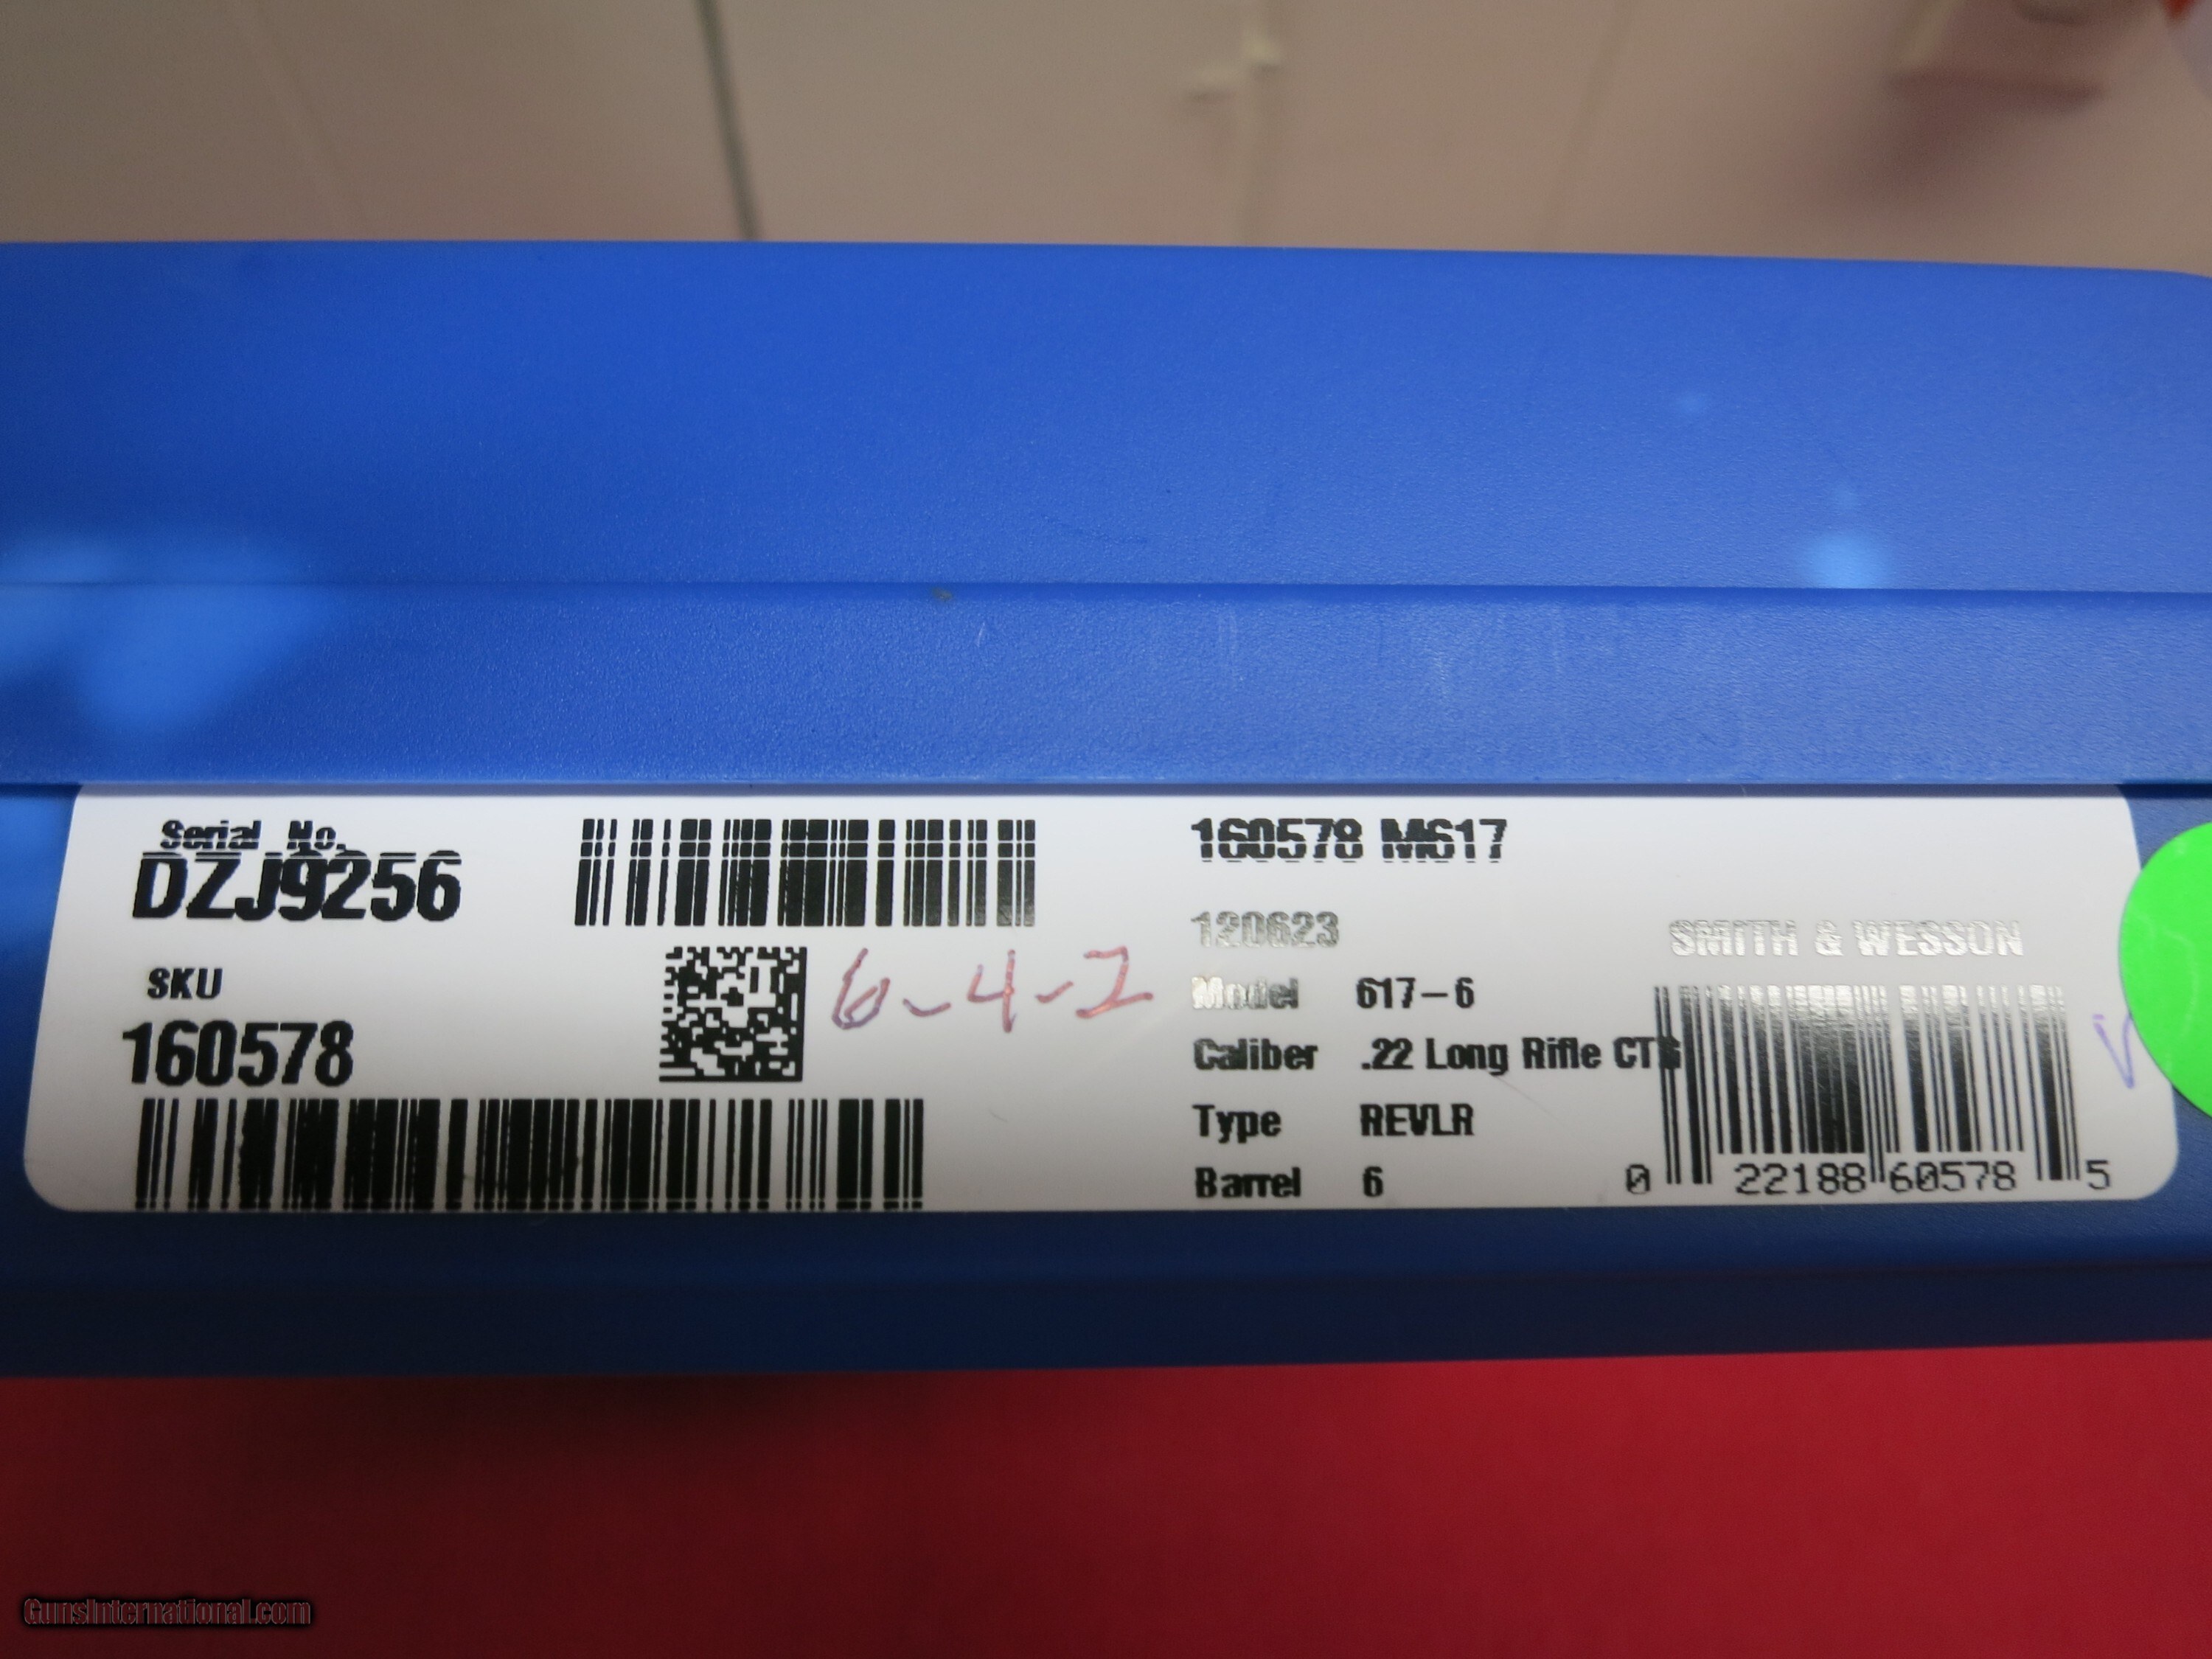 Serial No.
DZJ9256
SKU
160578
6-4-2
160578 M617
120623
SMITH & WESSON
Model 617-6
Caliber .22 Long Rifle CTG
Type REVLR
Barrel 6
0 22188 60578 5
GunsInternational.com